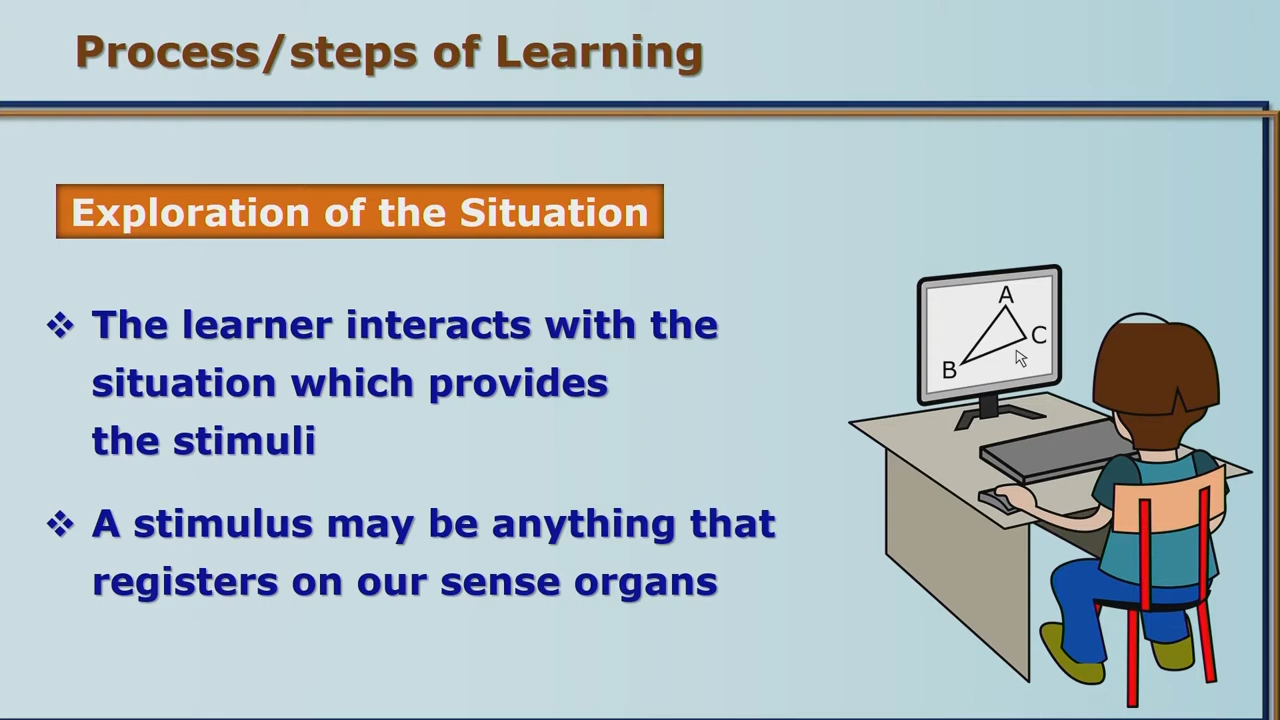 Process/steps of Learning
Exploration of the Situation
❖ The learner interacts with the
situation which provides
the stimuli
❖ A stimulus may be anything that
registers on our sense organs
A
B
C